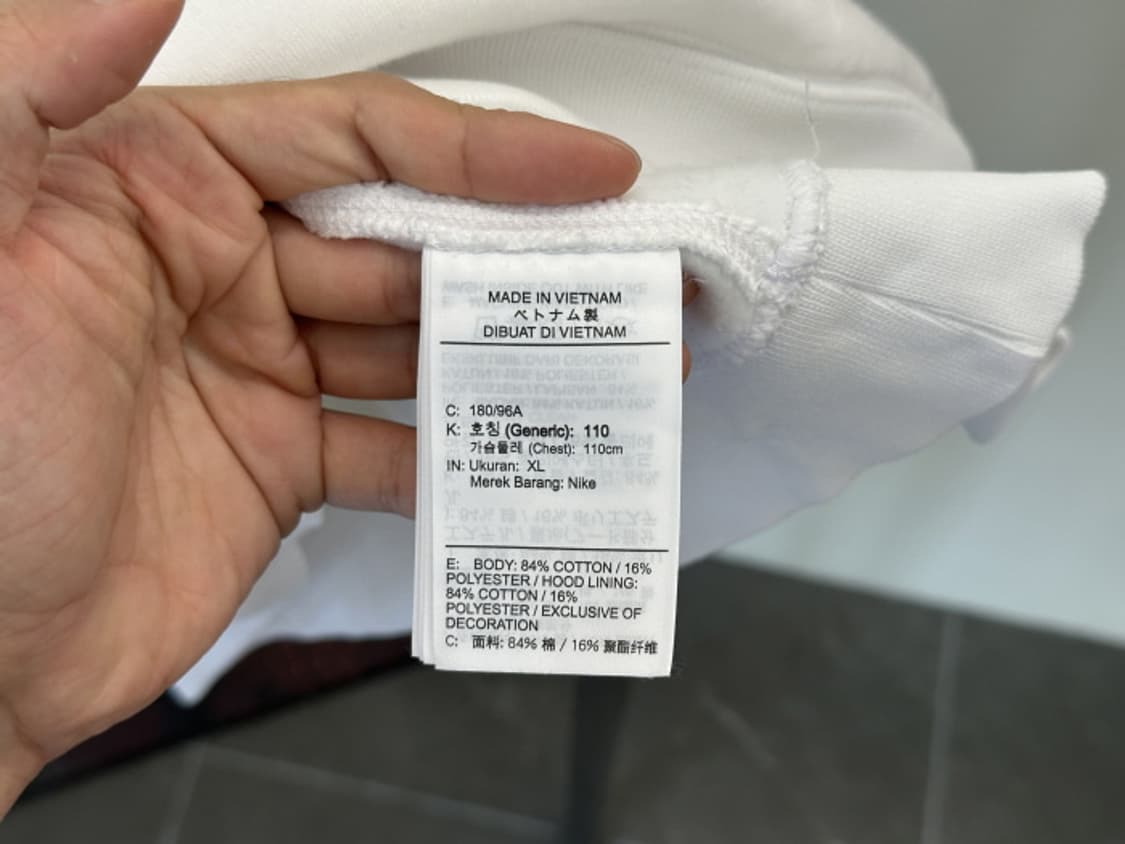 MADE IN VIETNAM
ベトナム製
DIBUAT DI VIETNAM
C: 180/96A
K: 호칭 (Generic): 110
가슴둘레 (Chest): 110cm
IN: Ukuran: XL
Merek Barang: Nike
E: BODY: 84% COTTON / 16%
POLYESTER / HOOD LINING:
84% COTTON / 16%
POLYESTER / EXCLUSIVE OF
DECORATION
C: 面料: 84% 棉 / 16% 聚酯纤维